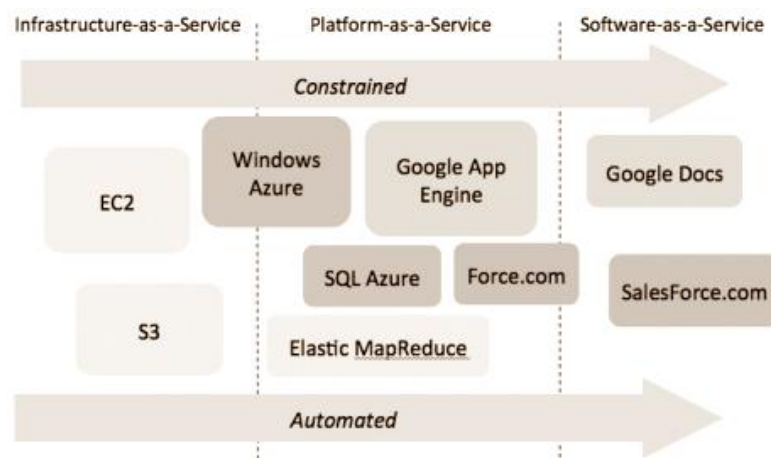 Infrastructure-as-a-Service
Platform-as-a-Service
Software-as-a-Service
Constrained
Windows
Azure
Google App
Engine
Google Docs
EC2
SQL Azure
Force.com
SalesForce.com
S3
Elastic MapReduce
Automated